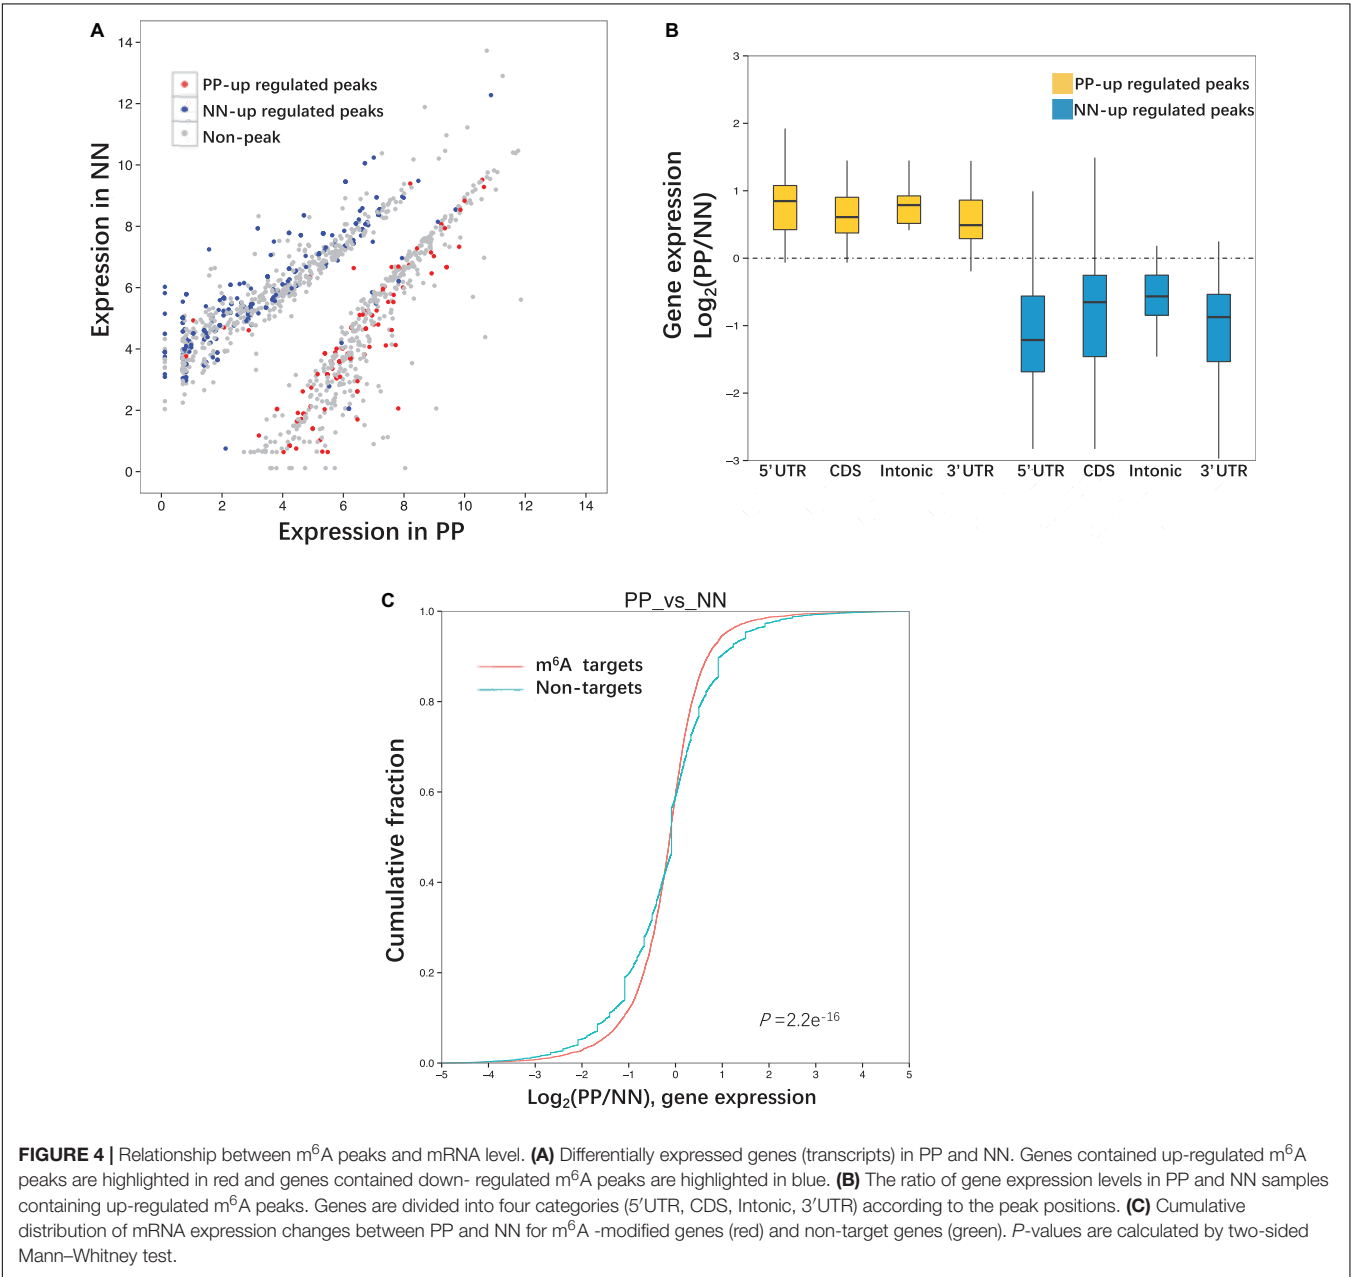 A
14
12
10
8
6
4
2
0
Expression in NN
PP-up regulated peaks
NN-up regulated peaks
Non-peak
0 2 4 6 8 10 12 14
Expression in PP
B
3
2
1
0
−1
−2
−3
Gene expression
Log2(PP/NN)
PP-up regulated peaks
NN-up regulated peaks
5'UTR CDS Intonic 3'UTR 5'UTR CDS Intonic 3'UTR
C
PP_vs_NN
1.0
0.8
0.6
0.4
0.2
0.0
Cumulative fraction
m6A targets
Non-targets
P=2.2e-16
−5 −4 −3 −2 −1 0 1 2 3 4 5
Log2(PP/NN), gene expression
FIGURE 4 | Relationship between m6A peaks and mRNA level. (A) Differentially expressed genes (transcripts) in PP and NN. Genes contained up-regulated m6A
peaks are highlighted in red and genes contained down- regulated m6A peaks are highlighted in blue. (B) The ratio of gene expression levels in PP and NN samples
containing up-regulated m6A peaks. Genes are divided into four categories (5′UTR, CDS, Intonic, 3′UTR) according to the peak positions. (C) Cumulative
distribution of mRNA expression changes between PP and NN for m6A -modified genes (red) and non-target genes (green). P-values are calculated by two-sided
Mann–Whitney test.